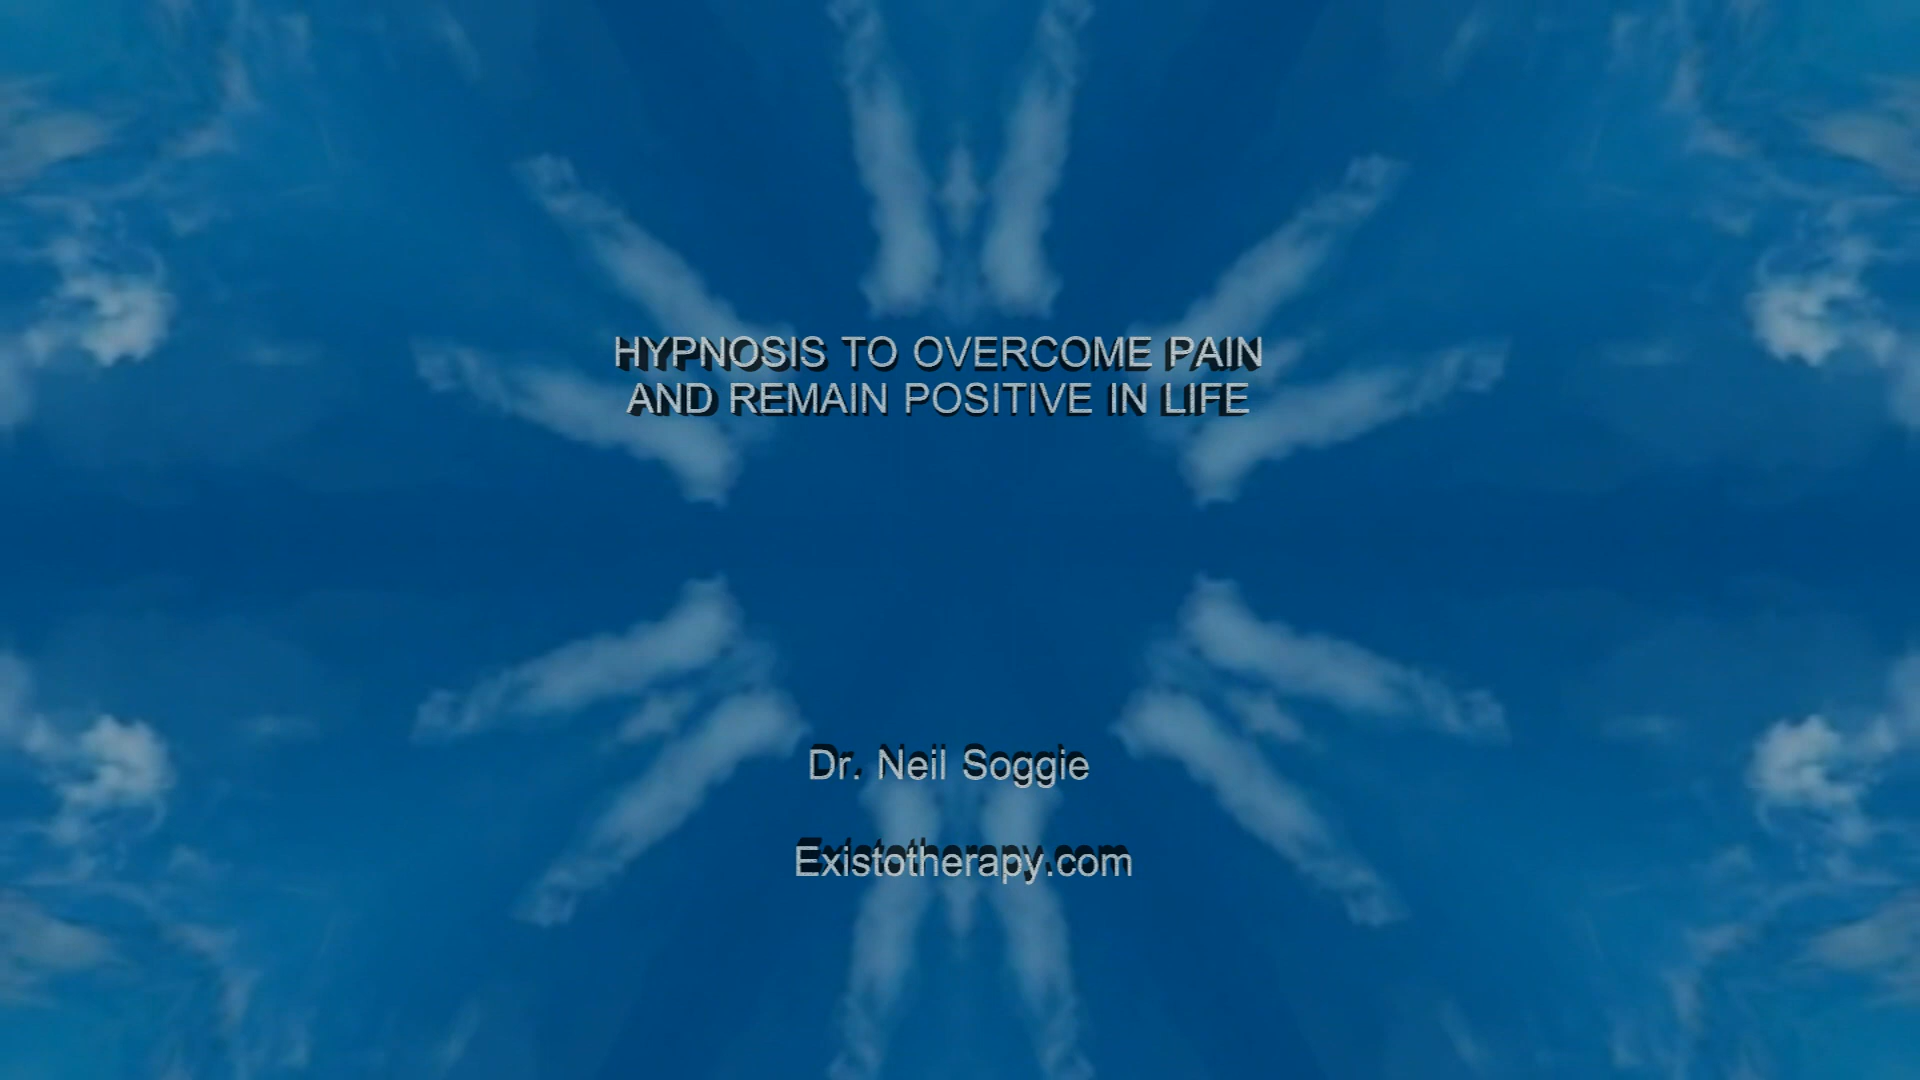 HYPNOSIS TO OVERCOME PAIN
AND REMAIN POSITIVE IN LIFE
Dr. Neil Soggie
Existotherapy.com